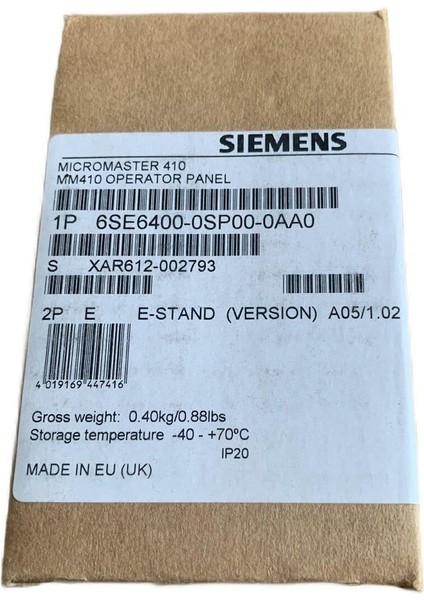 SIEMENS
MICROMASTER 410
MM410 OPERATOR PANEL
1P 6SE6400-0SP00-0AA0
S XAR612-002793
2P E E-STAND (VERSION) A05/1.02
4 019169 447416
Gross weight: 0.40kg/0.88lbs
Storage temperature -40 - +70ºC
IP20
MADE IN EU (UK)